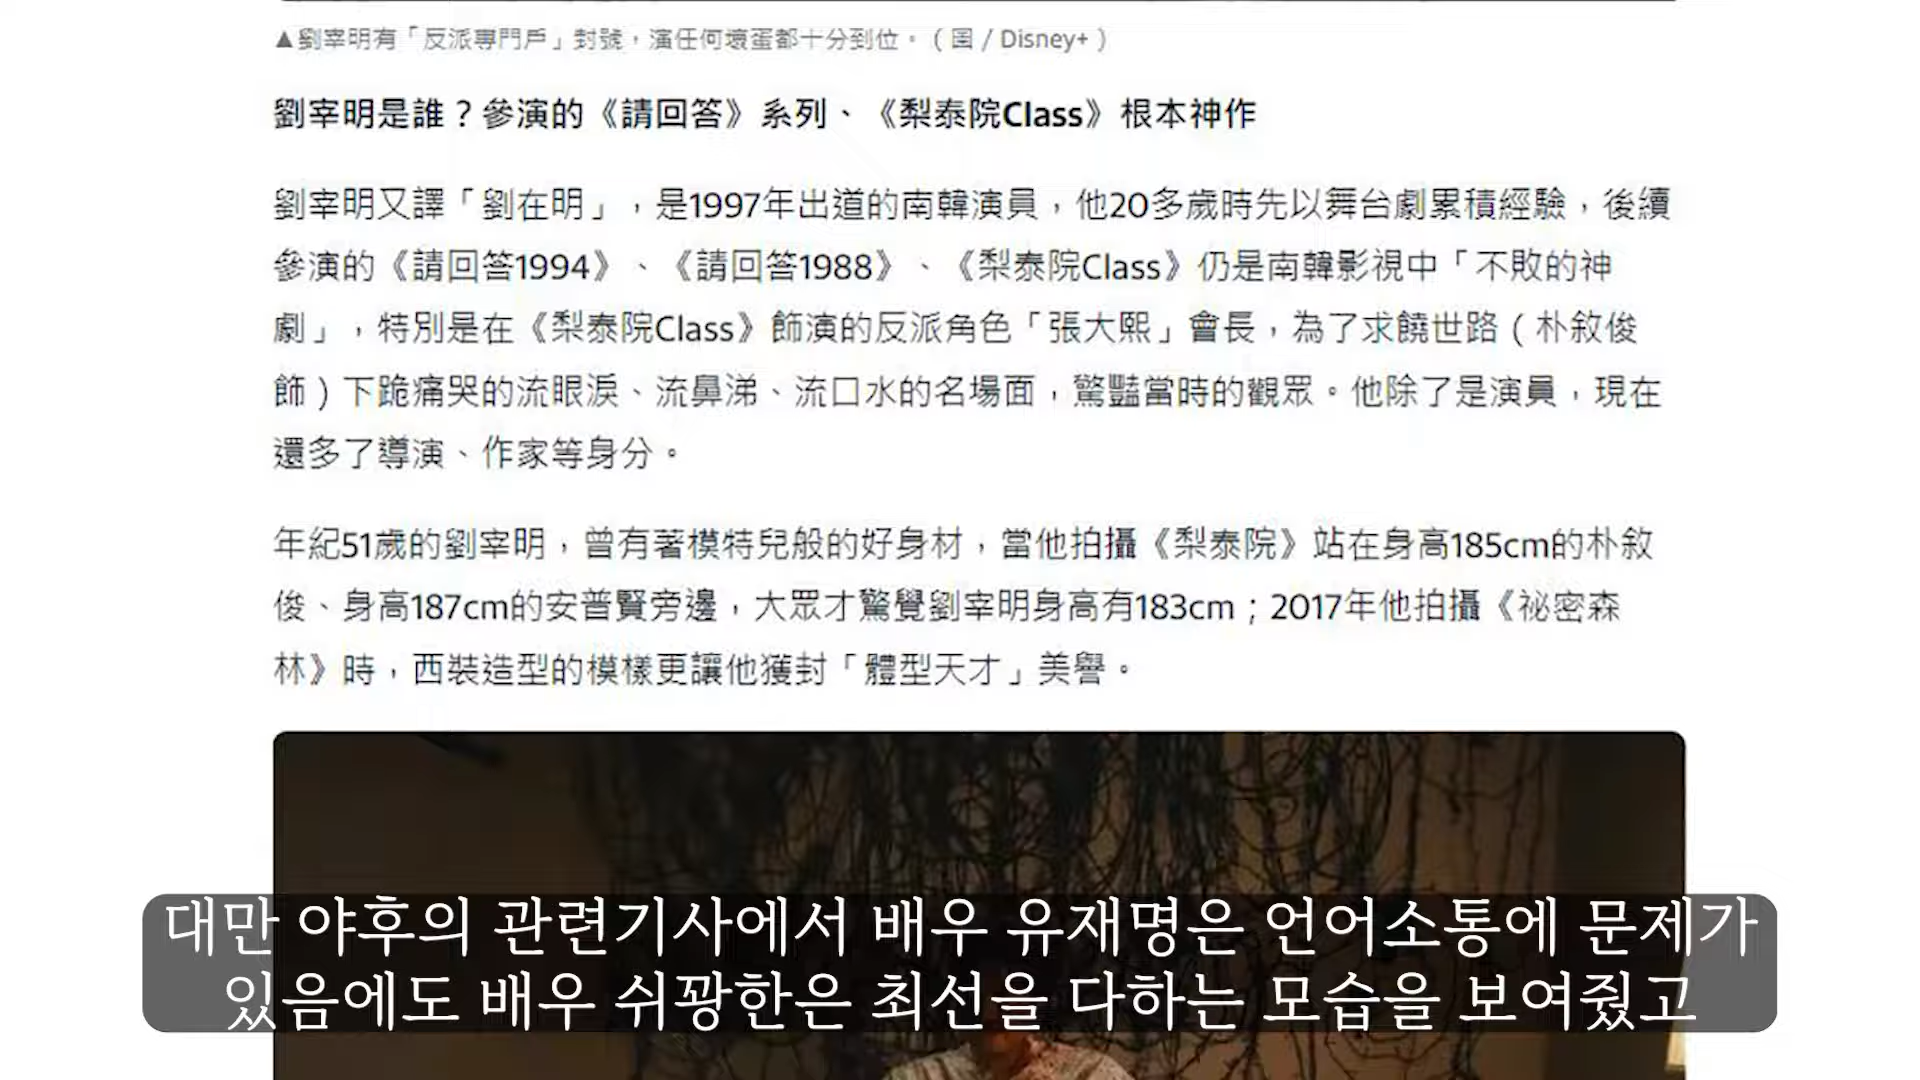 ▲劉宰明有「反派專門戶」封號，演任何壞蛋都十分到位。（圖 / Disney+）
劉宰明是誰？參演的《請回答》系列、《梨泰院Class》根本神作
劉宰明又譯「劉在明」，是1997年出道的南韓演員，他20多歲時先以舞台劇累積經驗，後續
參演的《請回答1994》、《請回答1988》、《梨泰院Class》仍是南韓影視中「不敗的神
劇」，特別是在《梨泰院Class》飾演的反派角色「張大熙」會長，為了求饒世路（朴敘俊
飾）下跪痛哭的流眼淚、流鼻涕、流口水的名場面，驚豔當時的觀眾。他除了是演員，現在
還多了導演、作家等身分。
年紀51歲的劉宰明，曾有著模特兒般的好身材，當他拍攝《梨泰院》站在身高185cm的朴敘
俊、身高187cm的安普賢旁邊，大眾才驚覺劉宰明身高有183cm；2017年他拍攝《祕密森
林》時，西裝造型的模樣更讓他獲封「體型天才」美譽。
대만 야후의 관련기사에서 배우 유재명은 언어소통에 문제가
있음에도 배우 쉬꽝한은 최선을 다하는 모습을 보여줬고